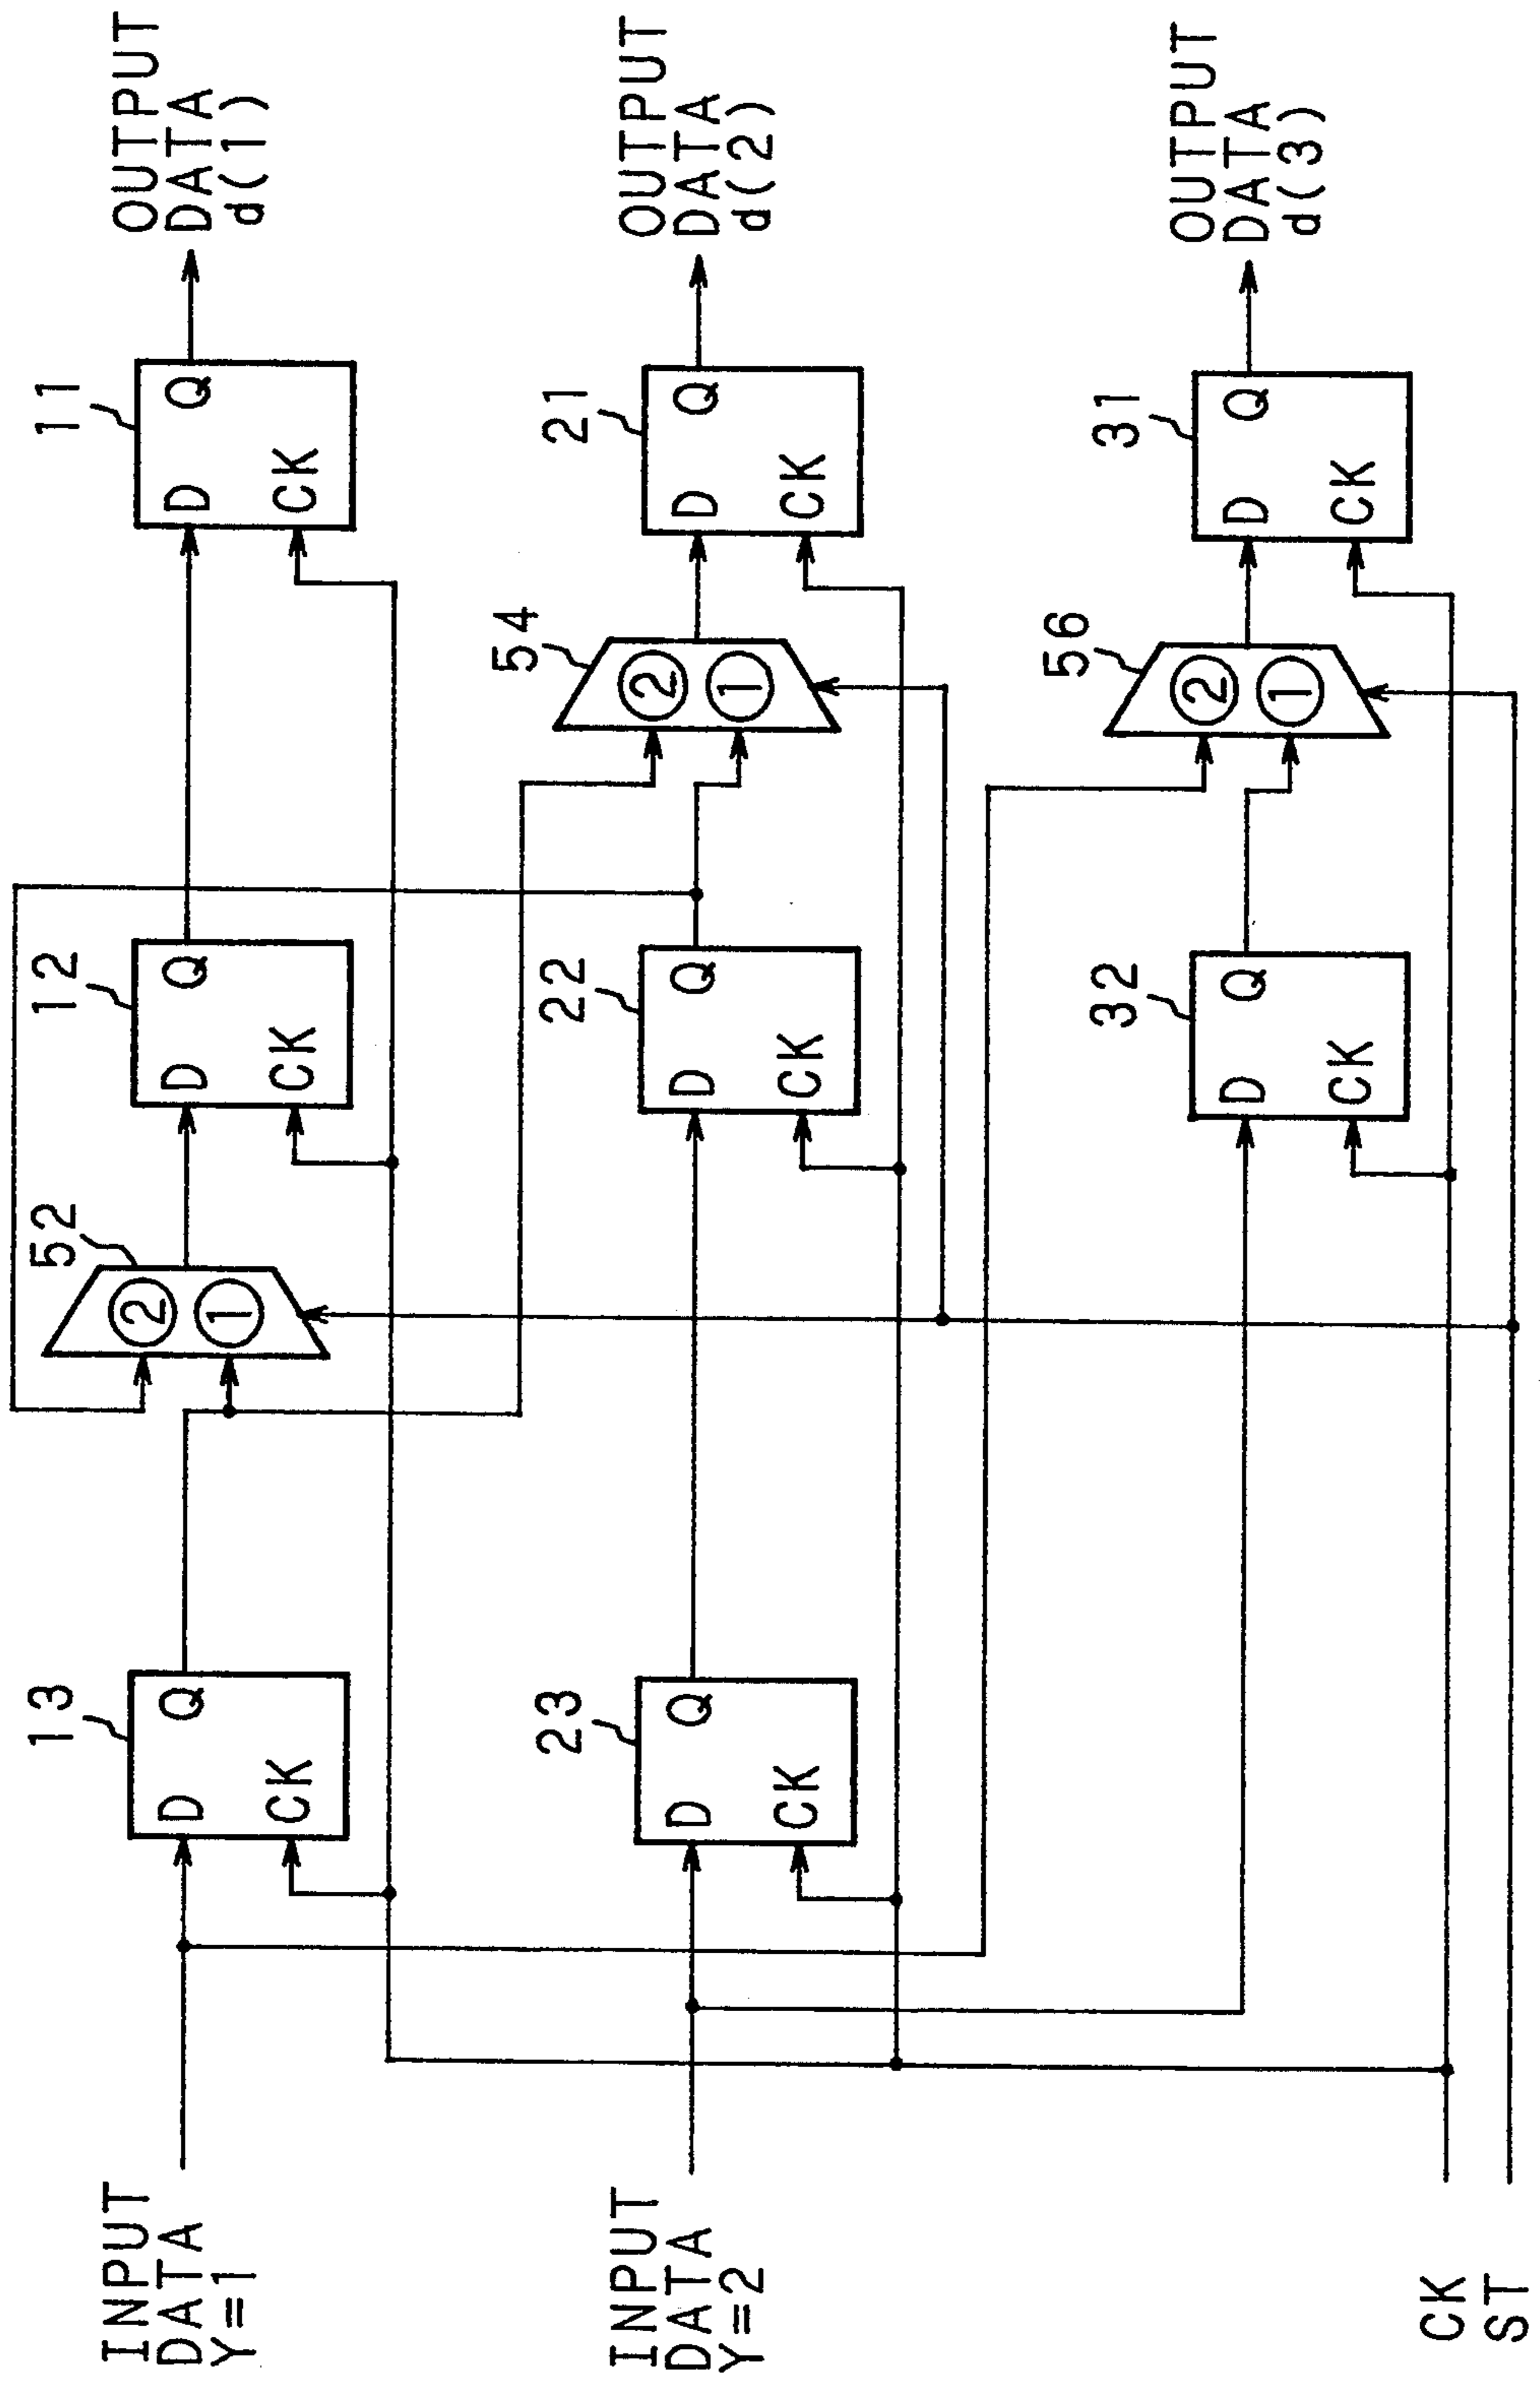 INPUT
DATA
Y=1
13
D
Q
CK
52
②
①
12
D
Q
CK
11
D
Q
CK
OUTPUT
DATA
d(1)
INPUT
DATA
Y=2
23
D
Q
CK
22
D
Q
CK
54
②
①
21
D
Q
CK
OUTPUT
DATA
d(2)
32
D
Q
CK
56
②
①
31
D
Q
CK
OUTPUT
DATA
d(3)
CK
ST